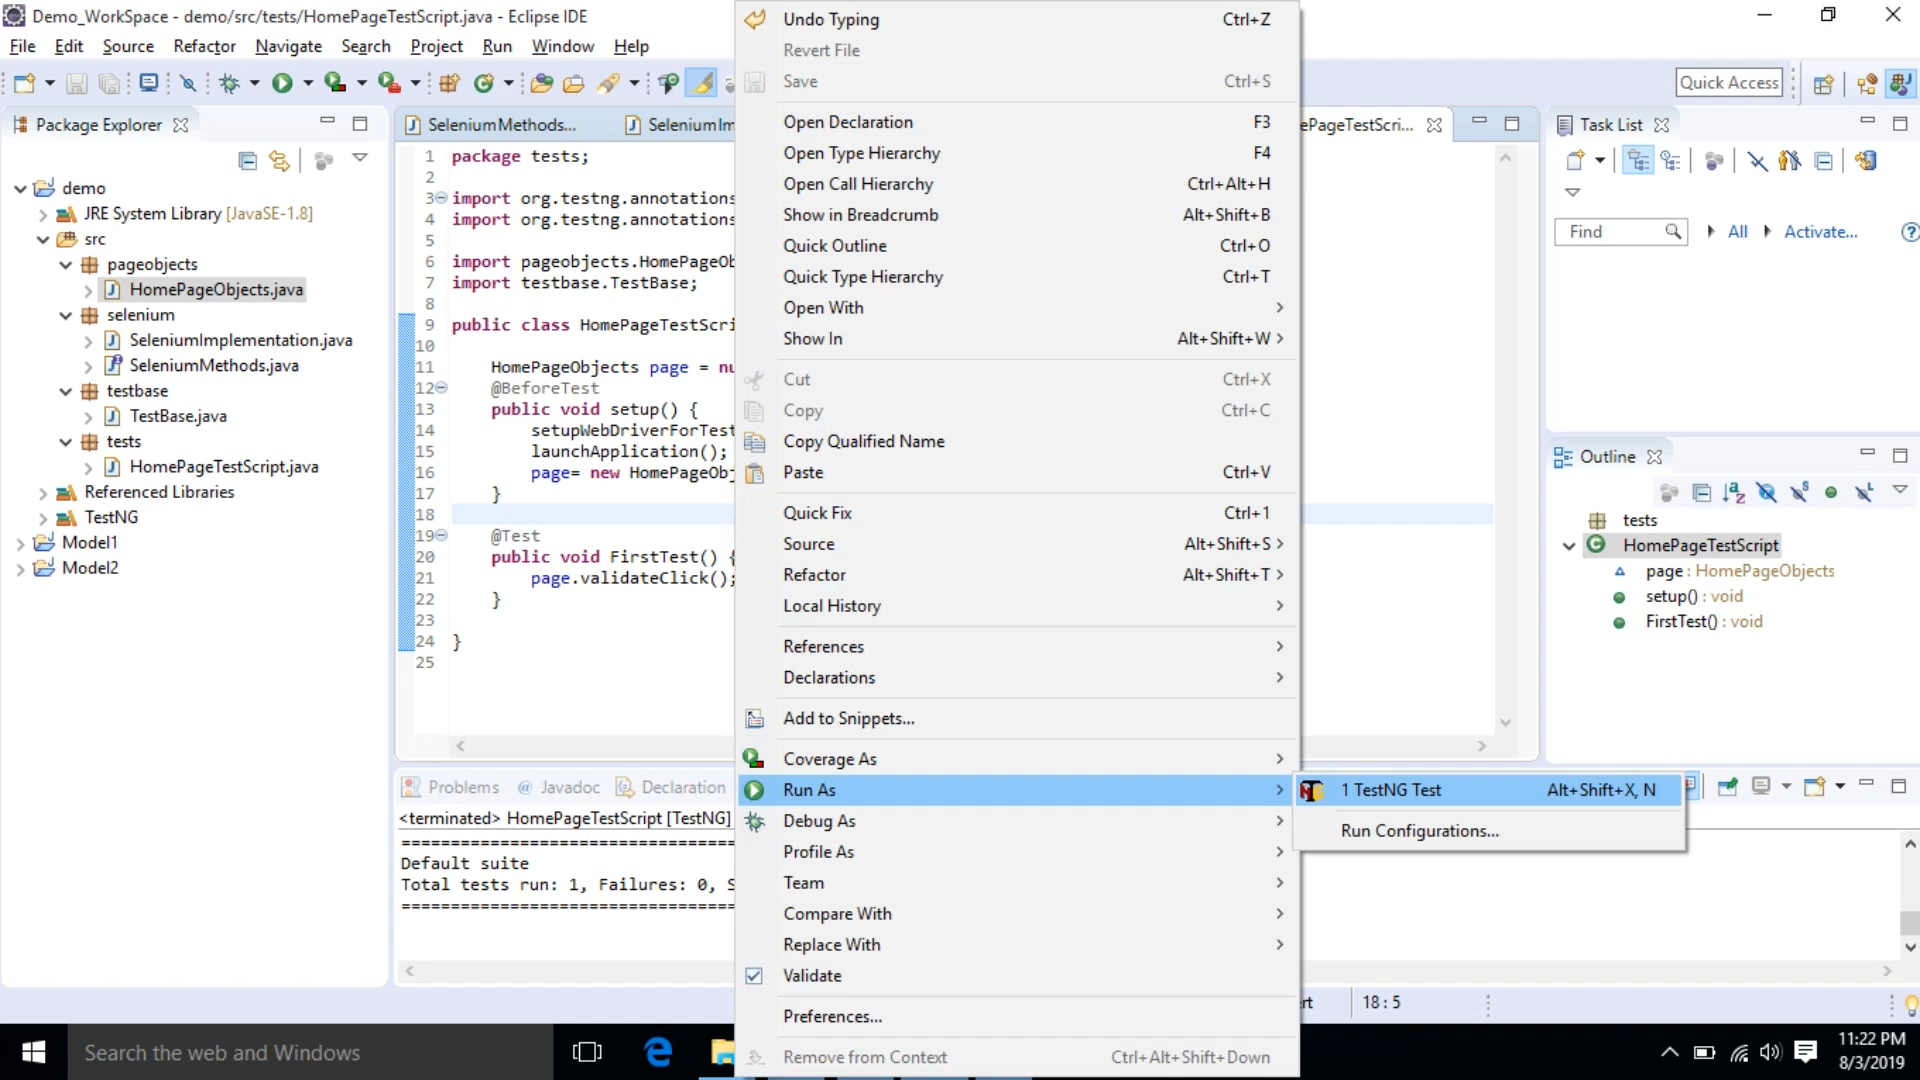 Demo_WorkSpace - demo/src/tests/HomePageTestScript.java - Eclipse IDE
File Edit Source Refactor Navigate Search Project Run Window Help
Quick Access
Package Explorer
demo
JRE System Library [JavaSE-1.8]
src
pageobjects
HomePageObjects.java
selenium
SeleniumImplementation.java
SeleniumMethods.java
testbase
TestBase.java
tests
HomePageTestScript.java
Referenced Libraries
TestNG
Model1
Model2
SeleniumMethods... SeleniumIm
ePageTestScri...
1 package tests;
2
3 import org.testng.annotations
4 import org.testng.annotations
5
6 import pageobjects.HomePageOb
7 import testbase.TestBase;
8
9 public class HomePageTestScri
10
11 HomePageObjects page = nu
12 @BeforeTest
13 public void setup() {
14 setupWebDriverForTest
15 launchApplication();
16 page= new HomePageObj
17 }
18
19 @Test
20 public void FirstTest() {
21 page.validateClick();
22 }
23
24 }
25
Problems @ Javadoc Declaration
<terminated> HomePageTestScript [TestNG]
===================================
Default suite
Total tests run: 1, Failures: 0, S
===================================
Undo Typing Ctrl+Z
Revert File
Save Ctrl+S
Open Declaration F3
Open Type Hierarchy F4
Open Call Hierarchy Ctrl+Alt+H
Show in Breadcrumb Alt+Shift+B
Quick Outline Ctrl+O
Quick Type Hierarchy Ctrl+T
Open With
Show In Alt+Shift+W
Cut Ctrl+X
Copy Ctrl+C
Copy Qualified Name
Paste Ctrl+V
Quick Fix Ctrl+1
Source Alt+Shift+S
Refactor Alt+Shift+T
Local History
References
Declarations
Add to Snippets...
Coverage As
Run As
Debug As
Profile As
Team
Compare With
Replace With
Validate
Preferences...
Remove from Context Ctrl+Alt+Shift+Down
1 TestNG Test Alt+Shift+X, N
Run Configurations...
Task List
Find All Activate...
Outline
tests
HomePageTestScript
page : HomePageObjects
setup() : void
FirstTest() : void
rt 18 : 5
Search the web and Windows
11:22 PM
8/3/2019